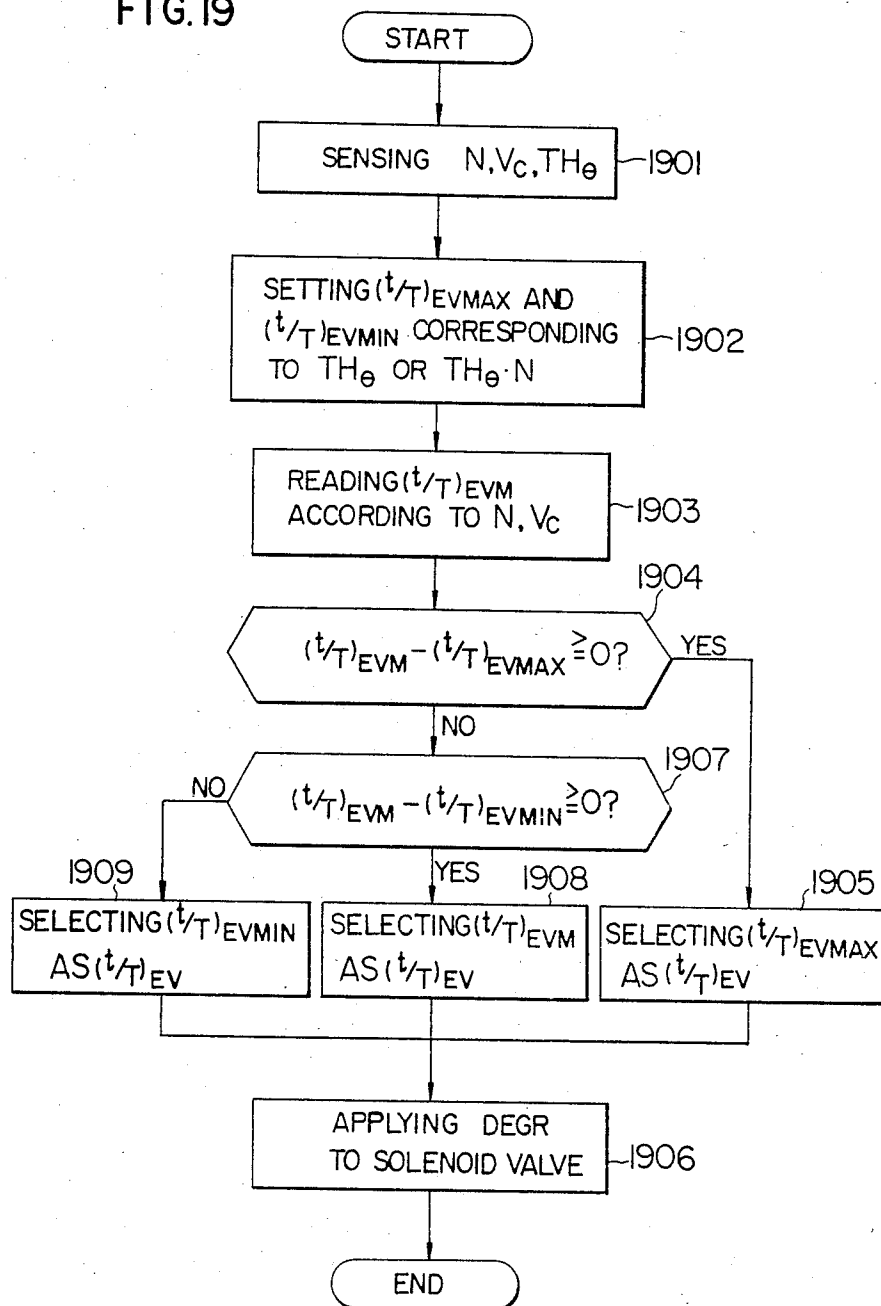 FIG.19
START
SENSING N,VC,THθ
1901
SETTING(t/T)EVMAX AND
(t/T)EVMIN CORRESPONDING
TO THθ OR THθ·N
1902
READING(t/T)EVM
ACCORDING TO N,VC
1903
1904
(t/T)EVM-(t/T)EVMAX≧0?
YES
NO
1907
NO
(t/T)EVM-(t/T)EVMIN≧0?
YES
1909
1908
1905
SELECTING(t/T)EVMIN
AS(t/T)EV
SELECTING(t/T)EVM
AS(t/T)EV
SELECTING(t/T)EVMAX
AS(t/T)EV
APPLYING DEGR
TO SOLENOID VALVE
1906
END